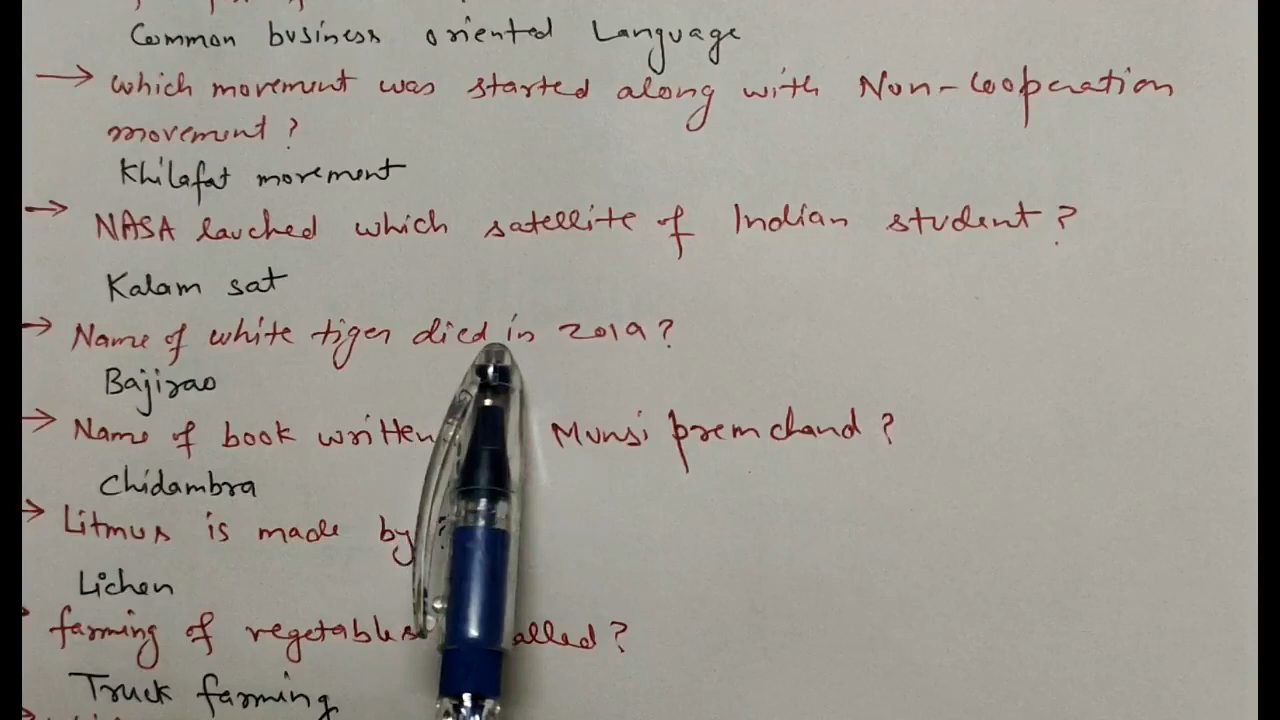 Common business oriented Language
→ which movement was started along with Non-Cooperation
movement?
Khilafat movement
→ NASA lauched which satellite of Indian student?
Kalam sat
→ Name of white tiger died in 2019?
Bajirao
→ Name of book written Munsi premchand?
Chidambra
→ Litmus is made by?
Lichen
farming of vegetables alled?
Truck farming